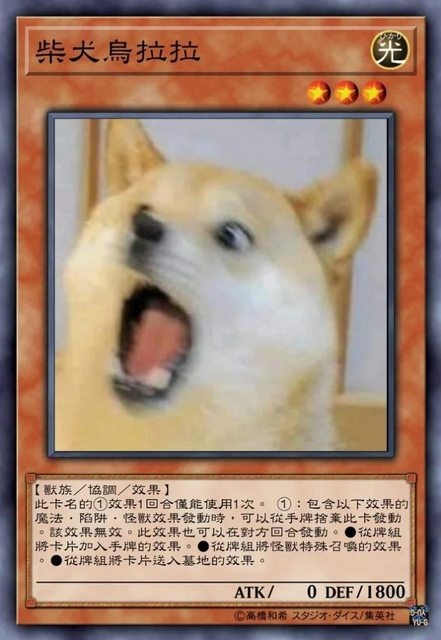 柴犬烏拉拉
ひかり
光
【獸族／協調／效果】
此卡名的①效果1回合僅能使用1次。 ①：包含以下效果的
魔法，陷阱，怪獸效果發動時，可以從手牌捨棄此卡發動
。該效果無效。此效果也可以在對方回合發動。●從牌組
將卡片加入手牌的效果。●從牌組將怪獸特殊召喚的效果
。●從牌組將卡片送入墓地的效果。
ATK/ 0 DEF/1800
©高橋和希 スタジオ・ダイス/集英社